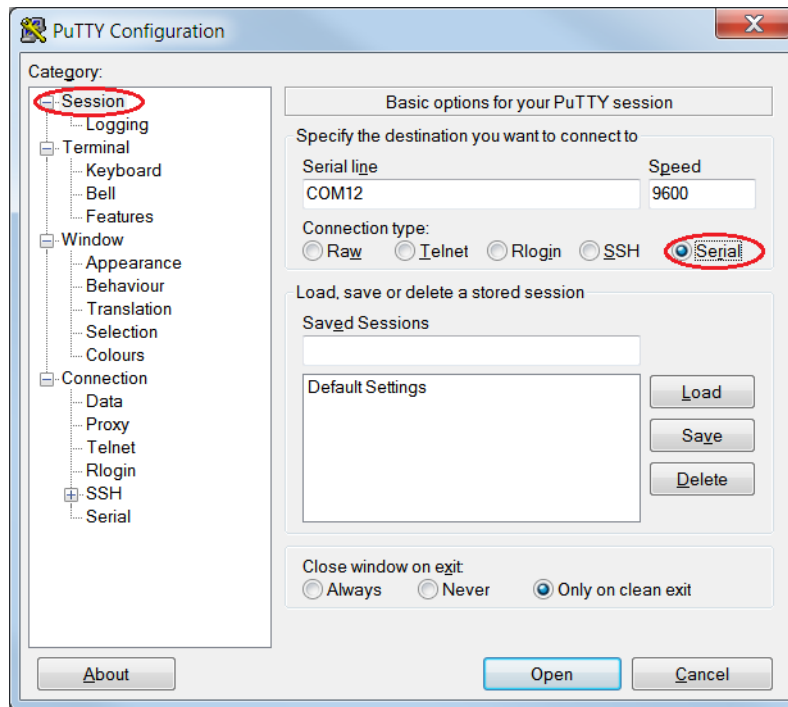 PuTTY Configuration
X
Category:
Session
Logging
Terminal
Keyboard
Bell
Features
Window
Appearance
Behaviour
Translation
Selection
Colours
Connection
Data
Proxy
Telnet
Rlogin
SSH
Serial
Basic options for your PuTTY session
Specify the destination you want to connect to
Serial line Speed
COM12 9600
Connection type:
Raw Telnet Rlogin SSH Serial
Load, save or delete a stored session
Saved Sessions
Default Settings
Load
Save
Delete
Close window on exit:
Always Never Only on clean exit
About Open Cancel